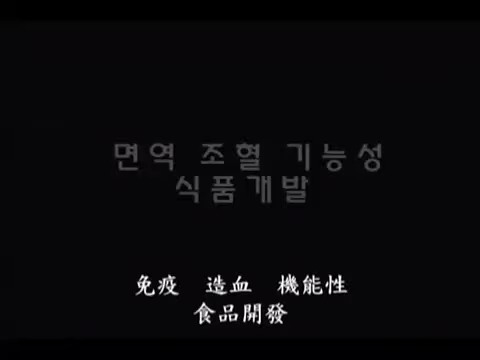 면역 조혈 기능성
식품개발
免疫 造血 機能性
食品開發